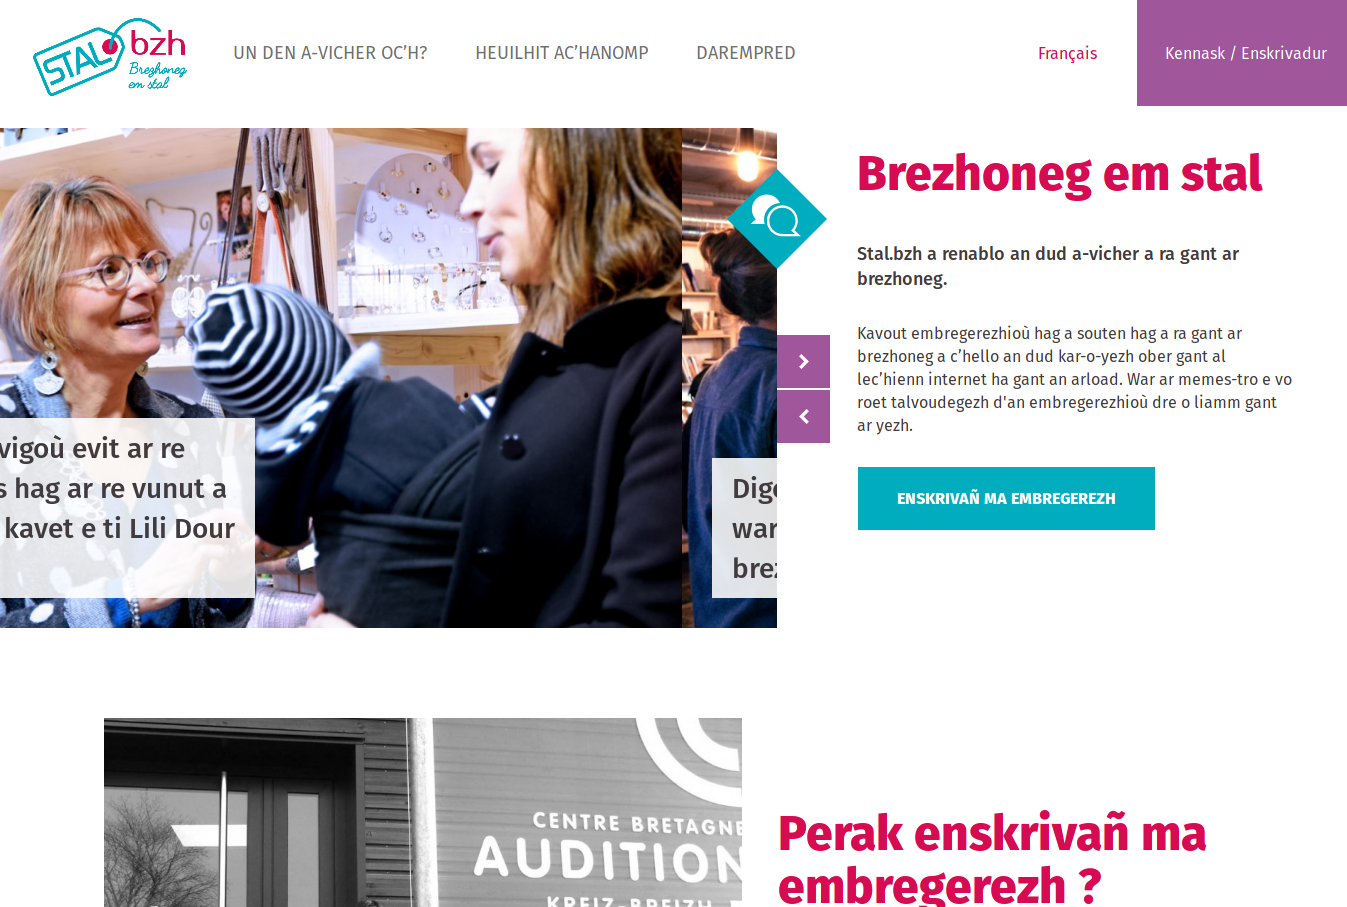 STAL bzh
Brezhoneg
em stal
UN DEN A-VICHER OC’H?
HEUILHIT AC’HANOMP
DAREMPRED
Français
Kennask / Enskrivadur
Brezhoneg em stal
Stal.bzh a renablo an dud a-vicher a ra gant ar
brezhoneg.
Kavout embregerezhioù hag a souten hag a ra gant ar
brezhoneg a c’hello an dud kar-o-yezh ober gant al
lec’hienn internet ha gant an arload. War ar memes-tro e vo
roet talvoudegezh d'an embregerezhioù dre o liamm gant
ar yezh.
ENSKRIVAÑ MA EMBREGEREZH
evit ar re
hag ar re vunut a
kavet e ti Lili Dour
war
CENTRE BRETAGNE
AUDITION
KREIZ-BREIZH
Perak enskrivañ ma
embregerezh ?